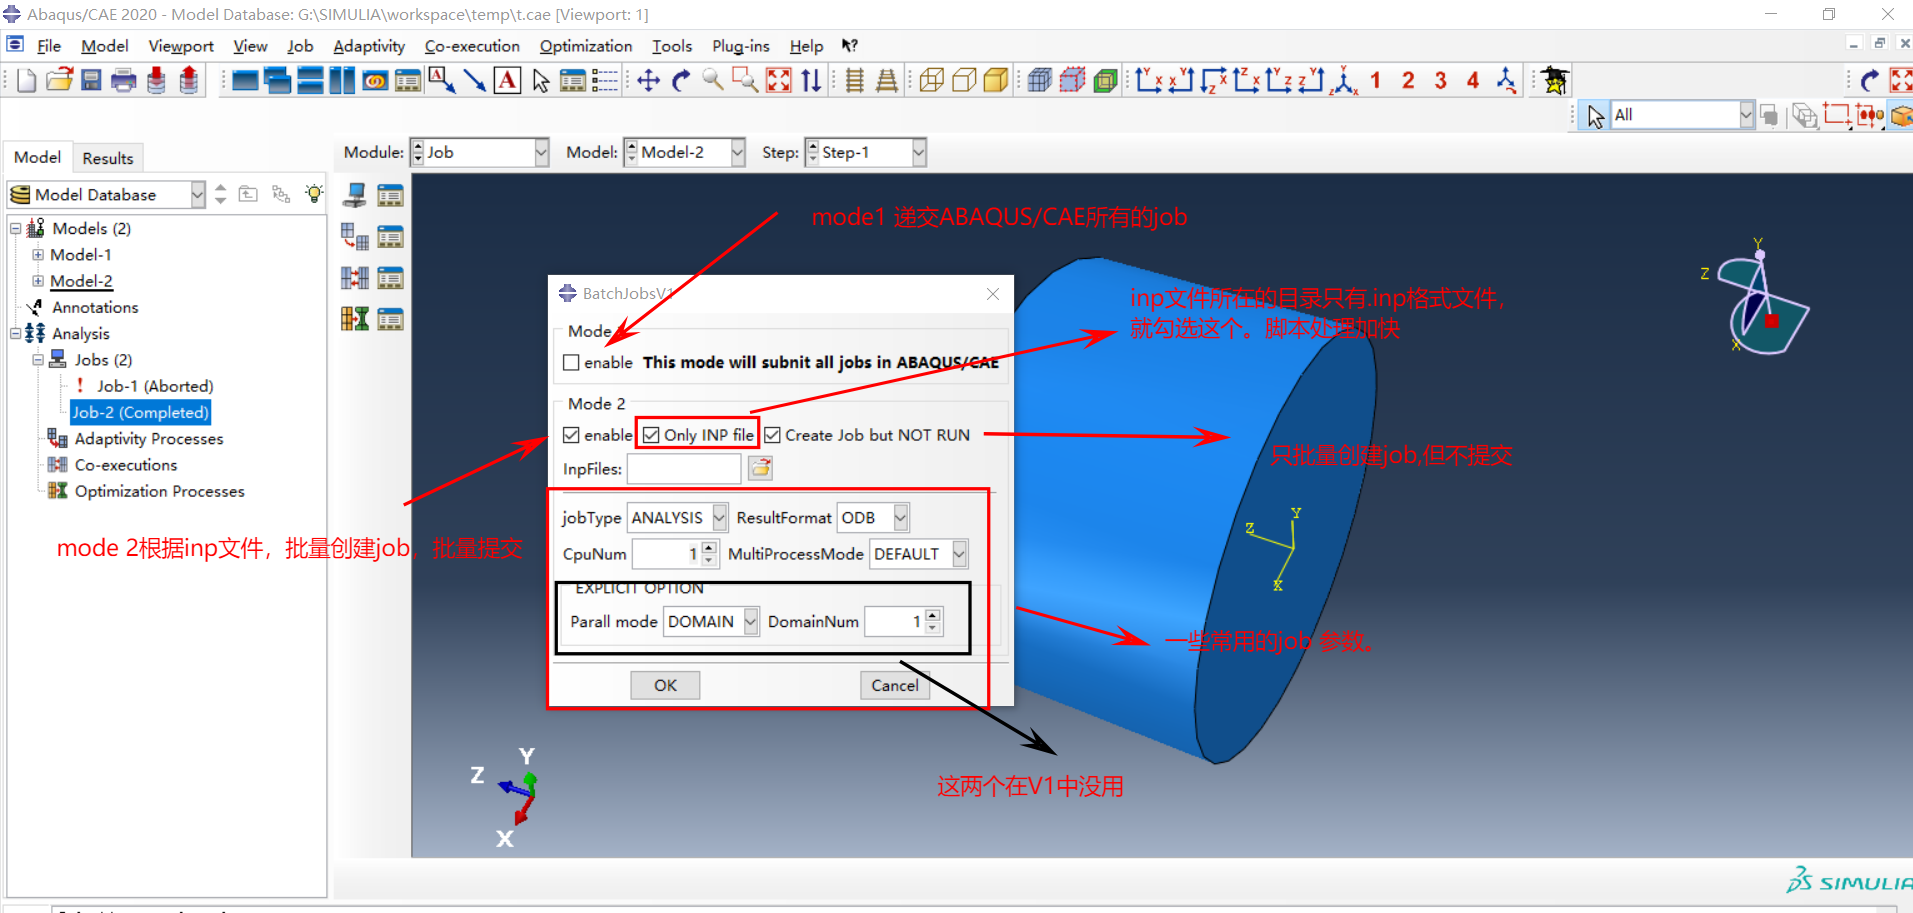 Abaqus/CAE 2020 - Model Database: G:\SIMULIA\workspace\temp\t.cae [Viewport: 1]
File Model Viewport View Job Adaptivity Co-execution Optimization Tools Plug-ins Help
1 2 3 4
All
Model Results
Module: Job Model: Model-2 Step: Step-1
Model Database
Models (2)
Model-1
Model-2
Annotations
Analysis
Jobs (2)
Job-1 (Aborted)
Job-2 (Completed)
Adaptivity Processes
Co-executions
Optimization Processes
mode1 递交ABAQUS/CAE所有的job
BatchJobsV1
Mode
enable This mode will subnit all jobs in ABAQUS/CAE
Mode 2
enable Only INP file Create Job but NOT RUN
InpFiles:
jobType ANALYSIS ResultFormat ODB
CpuNum 1 MultiProcessMode DEFAULT
EXPLICIT OPTION
Parall mode DOMAIN DomainNum 1
OK Cancel
inp文件所在的目录只有.inp格式文件，
就勾选这个。脚本处理加快
只批量创建job,但不提交
mode 2根据inp文件，批量创建job，批量提交
一些常用的job 参数。
这两个在V1中没用
Y
Z
X
Y
Z
X
Y
Z
X
SIMULIA